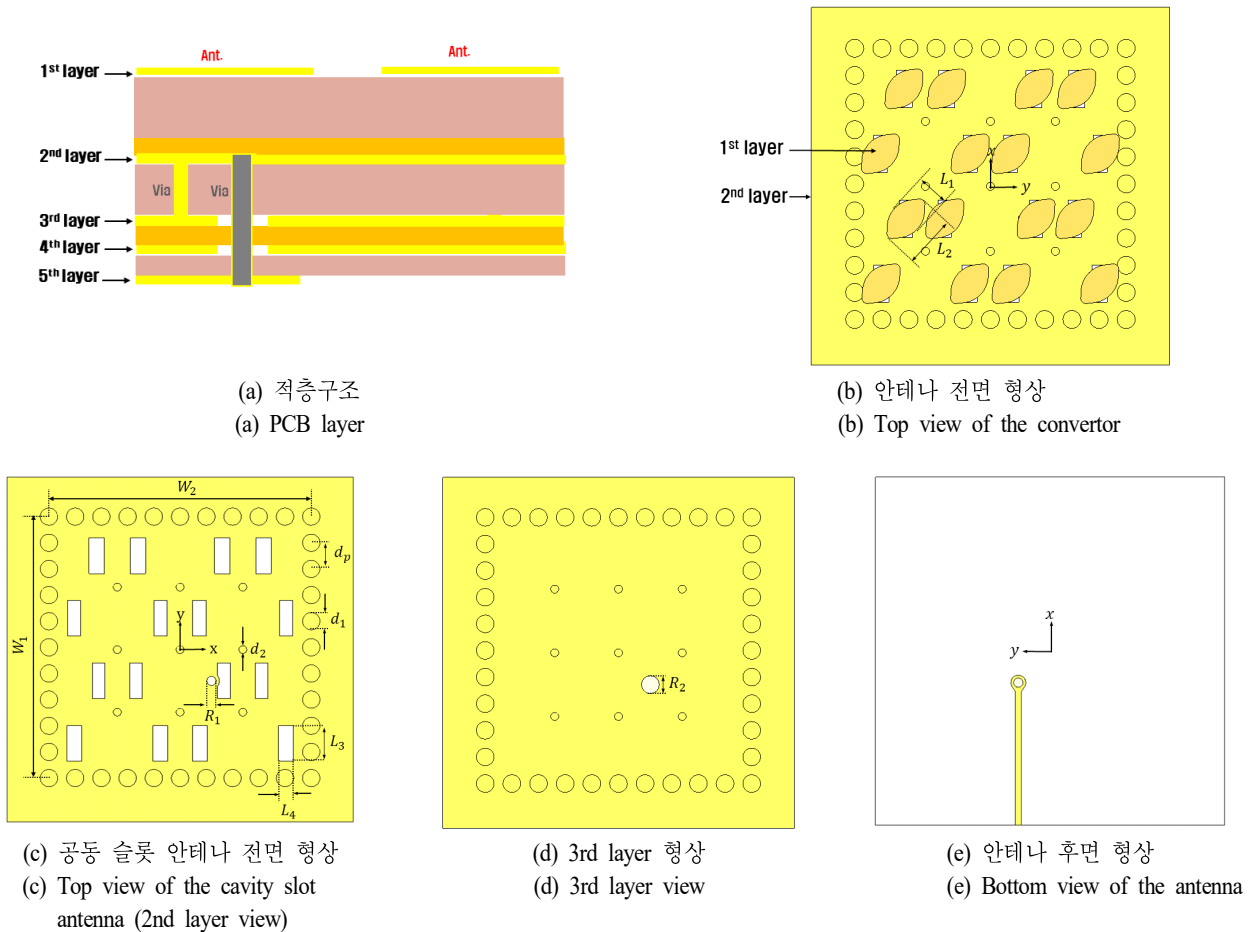 Ant.
Ant.
1st layer
2nd layer
Via
Via
3rd layer
4th layer
5th layer
(a) 적층구조
(a) PCB layer
1st layer
2nd layer
x
y
L1
L2
(b) 안테나 전면 형상
(b) Top view of the convertor
W2
W1
dp
d1
y
x
d2
R1
L3
L4
(c) 공동 슬롯 안테나 전면 형상
(c) Top view of the cavity slot
antenna (2nd layer view)
R2
(d) 3rd layer 형상
(d) 3rd layer view
x
y
(e) 안테나 후면 형상
(e) Bottom view of the antenna